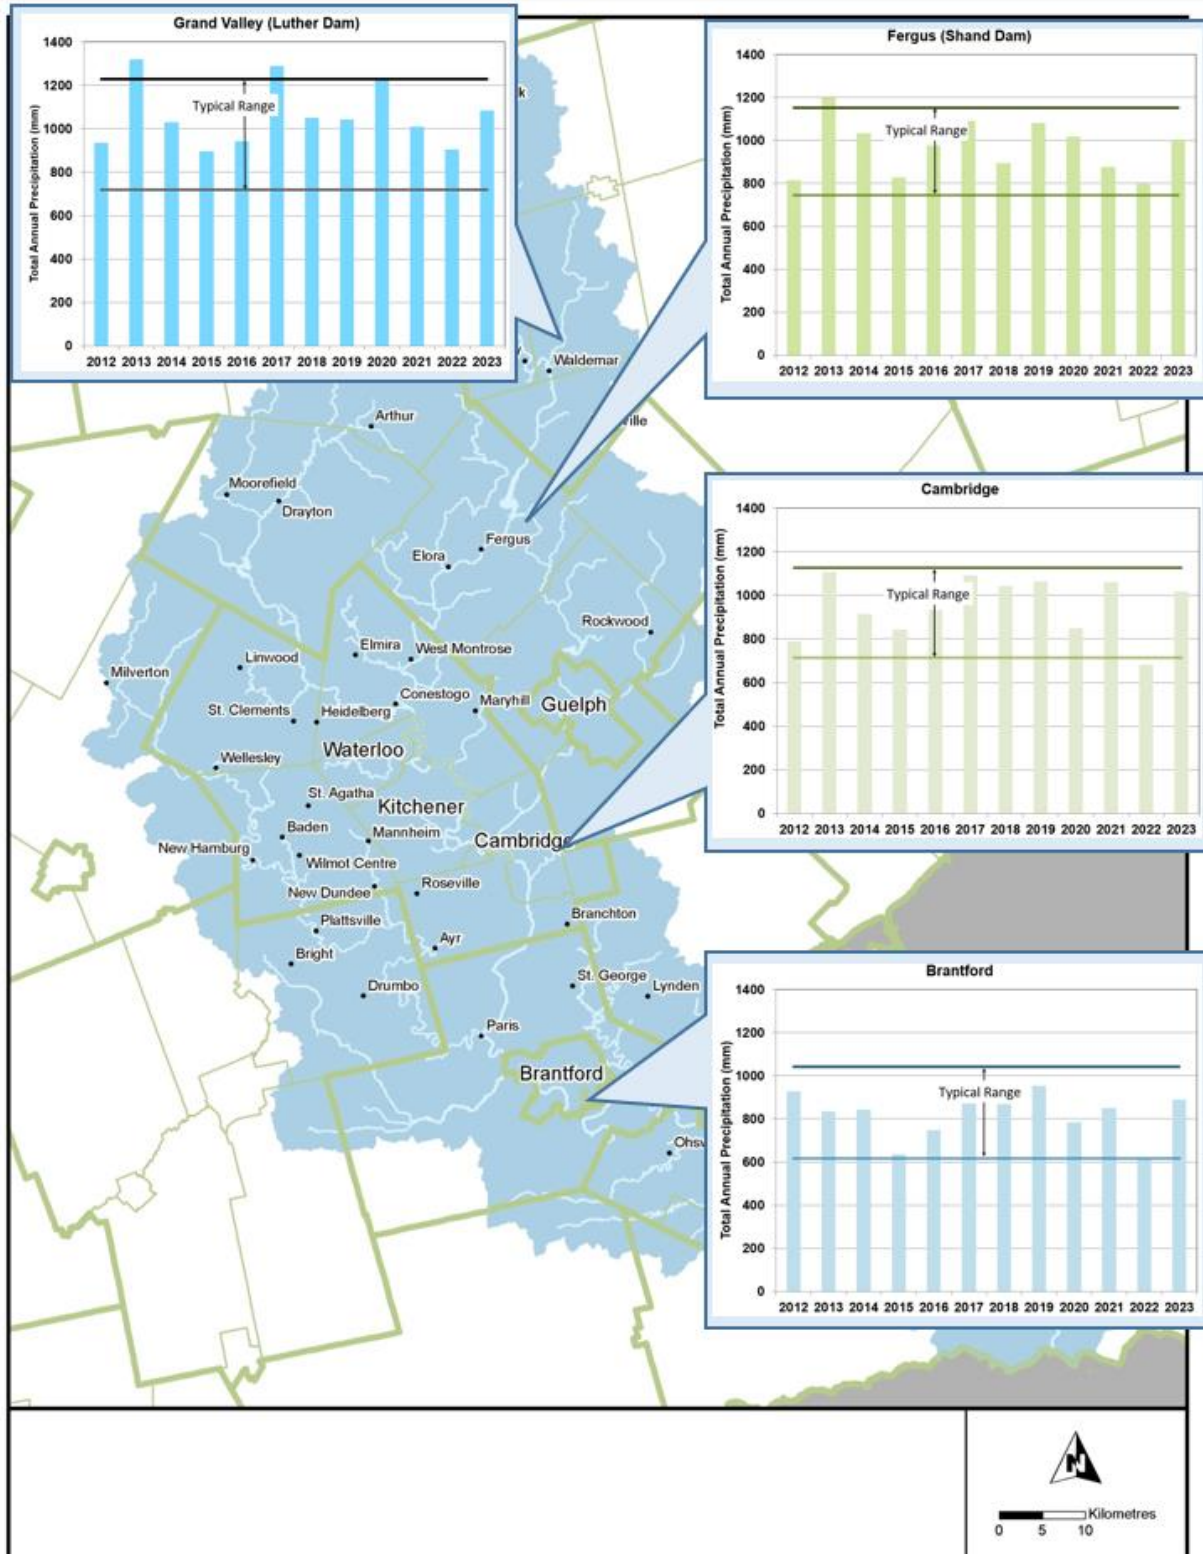 Grand Valley (Luther Dam)
Total Annual Precipitation (mm)
1400
1200
1000
800
600
400
200
0
Typical Range
2012 2013 2014 2015 2016 2017 2018 2019 2020 2021 2022 2023
Fergus (Shand Dam)
Total Annual Precipitation (mm)
1400
1200
1000
800
600
400
200
0
Typical Range
2012 2013 2014 2015 2016 2017 2018 2019 2020 2021 2022 2023
k
Waldemar
ville
Arthur
Moorefield
Drayton
Fergus
Elora
Rockwood
Elmira
West Montrose
Linwood
Milverton
Conestogo
Maryhill
Guelph
St. Clements
Heidelberg
Waterloo
Wellesley
St. Agatha
Kitchener
Baden
Mannheim
Cambridge
New Hamburg
Wilmot Centre
New Dundee
Roseville
Plattsville
Branchton
Ayr
Bright
St. George
Drumbo
Lynden
Paris
Brantford
Ohsw
Cambridge
Total Annual Precipitation (mm)
1400
1200
1000
800
600
400
200
0
Typical Range
2012 2013 2014 2015 2016 2017 2018 2019 2020 2021 2022 2023
Brantford
Total Annual Precipitation (mm)
1400
1200
1000
800
600
400
200
0
Typical Range
2012 2013 2014 2015 2016 2017 2018 2019 2020 2021 2022 2023
N
Kilometres
0 5 10